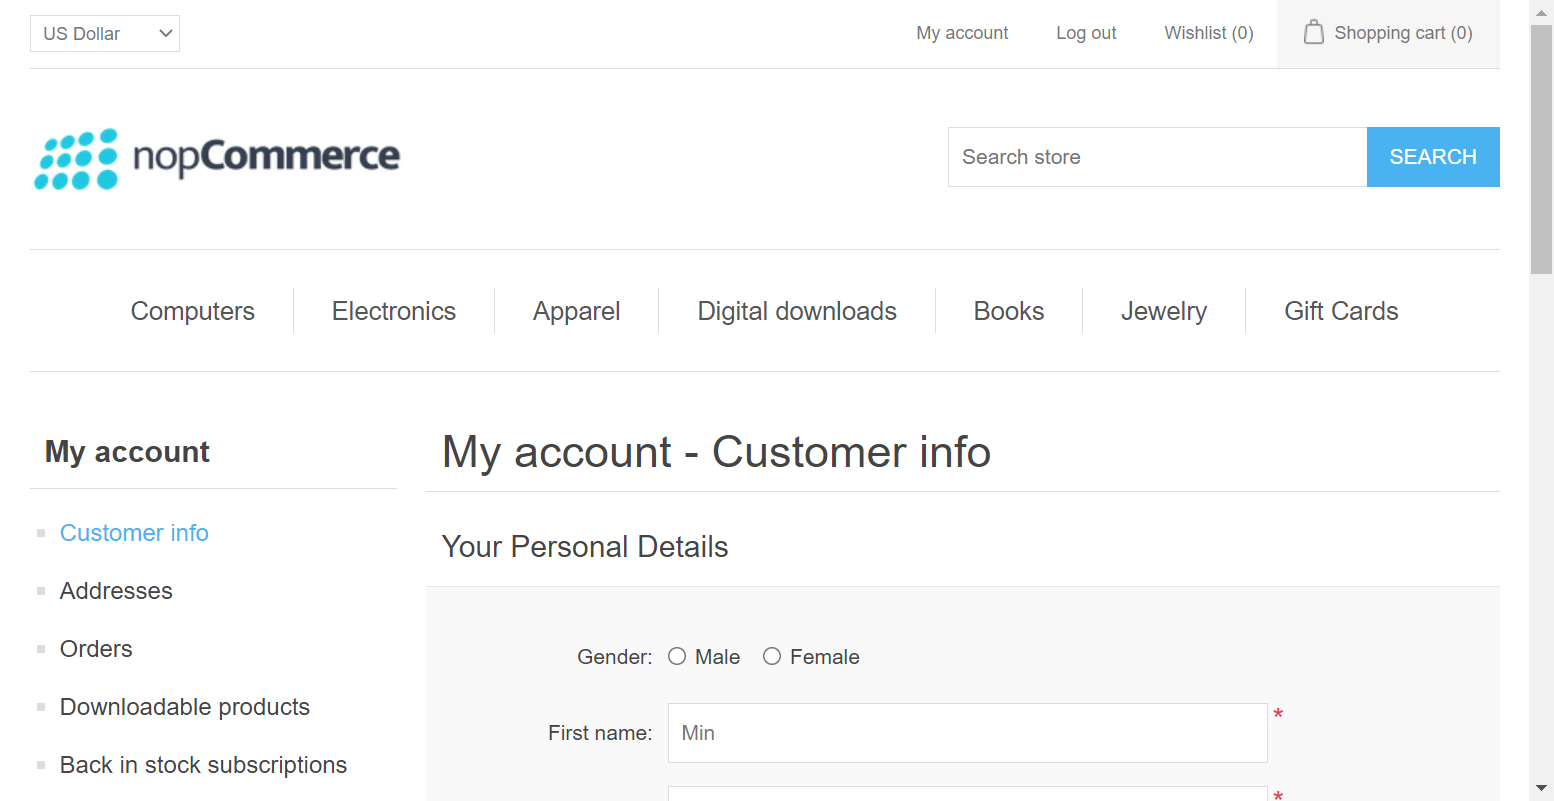 US Dollar
My account
Log out
Wishlist (0)
Shopping cart (0)
nopCommerce
Search store
SEARCH
Computers
Electronics
Apparel
Digital downloads
Books
Jewelry
Gift Cards
My account
Customer info
Addresses
Orders
Downloadable products
Back in stock subscriptions
My account - Customer info
Your Personal Details
Gender: Male Female
First name: Min *
*